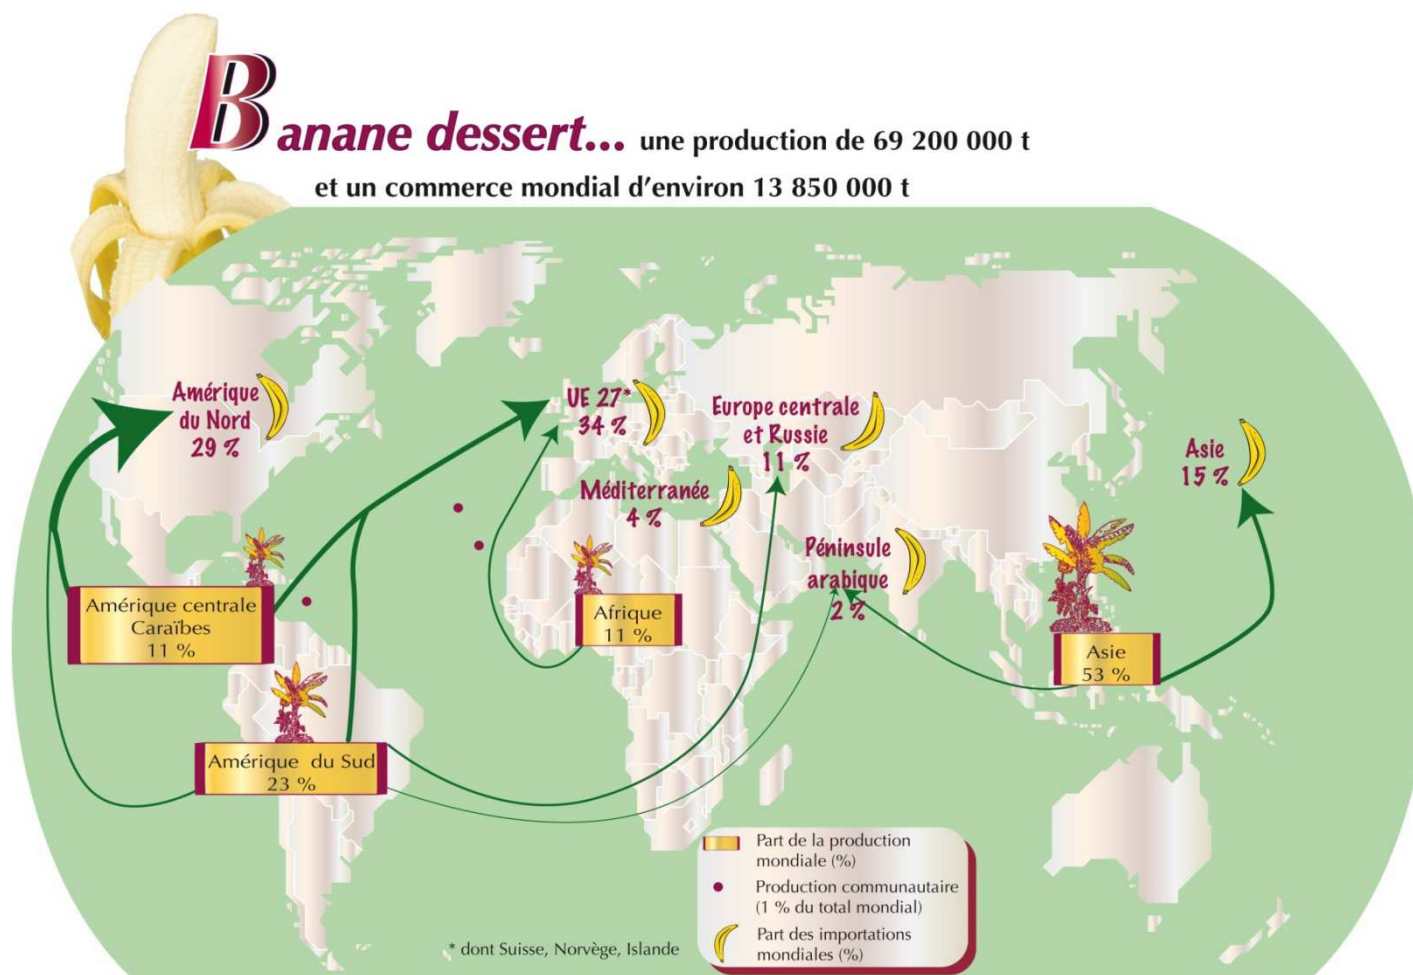 Banane dessert... une production de 69 200 000 t
et un commerce mondial d'environ 13 850 000 t
Amérique
du Nord
29 %
UE 27*
34 %
Europe centrale
et Russie
11 %
Asie
15 %
Méditerranée
4 %
Péninsule
arabique
2 %
Amérique centrale
Caraïbes
11 %
Afrique
11 %
Asie
53 %
Amérique du Sud
23 %
Part de la production
mondiale (%)
Production communautaire
(1 % du total mondial)
Part des importations
mondiales (%)
* dont Suisse, Norvège, Islande